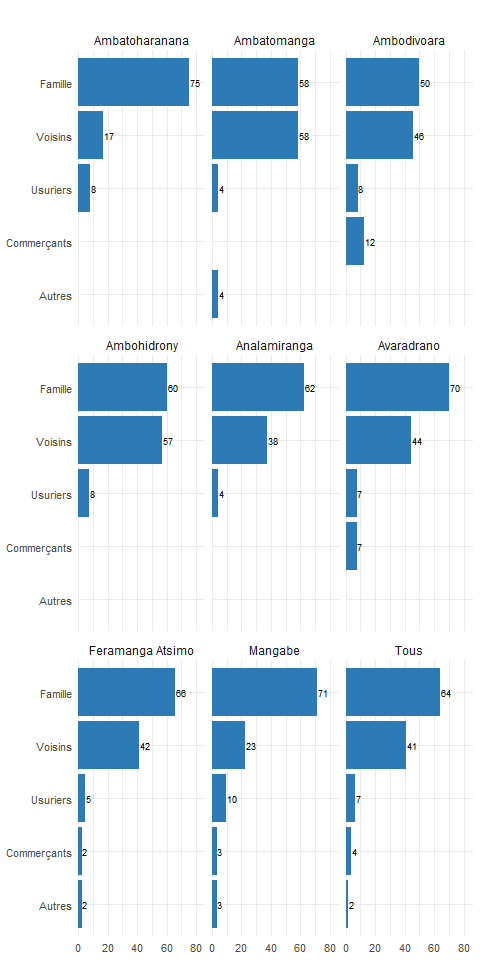 Ambatoharanana Ambatomanga Ambodivoara
Famille 75 58 50
Voisins 17 58 46
Usuriers 8 4 8
Commerçants 12
Autres 4
Ambohidrony Analamiranga Avaradrano
Famille 60 62 70
Voisins 57 38 44
Usuriers 8 4 7
Commerçants 7
Autres
Feramanga Atsimo Mangabe Tous
Famille 66 71 64
Voisins 42 23 41
Usuriers 5 10 7
Commerçants 2 3 4
Autres 2 3 2
0 20 40 60 80 0 20 40 60 80 0 20 40 60 80